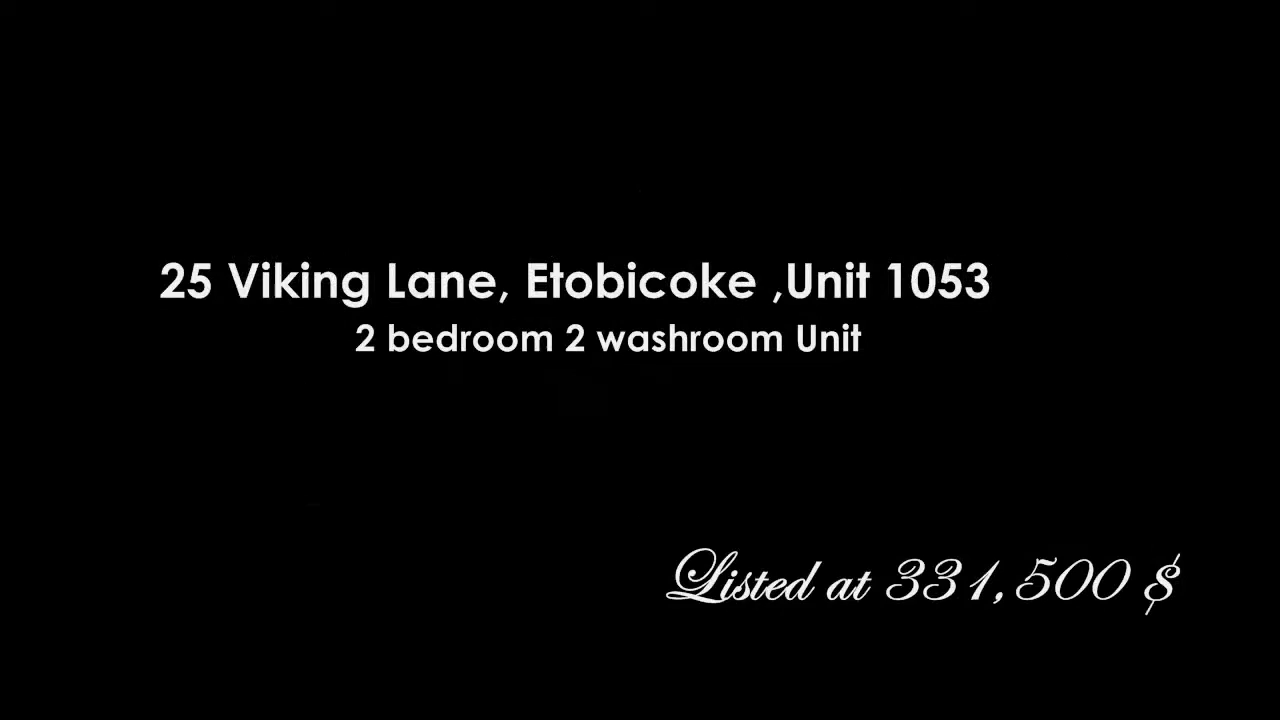 25 Viking Lane, Etobicoke ,Unit 1053
2 bedroom 2 washroom Unit
Listed at 331,500 $